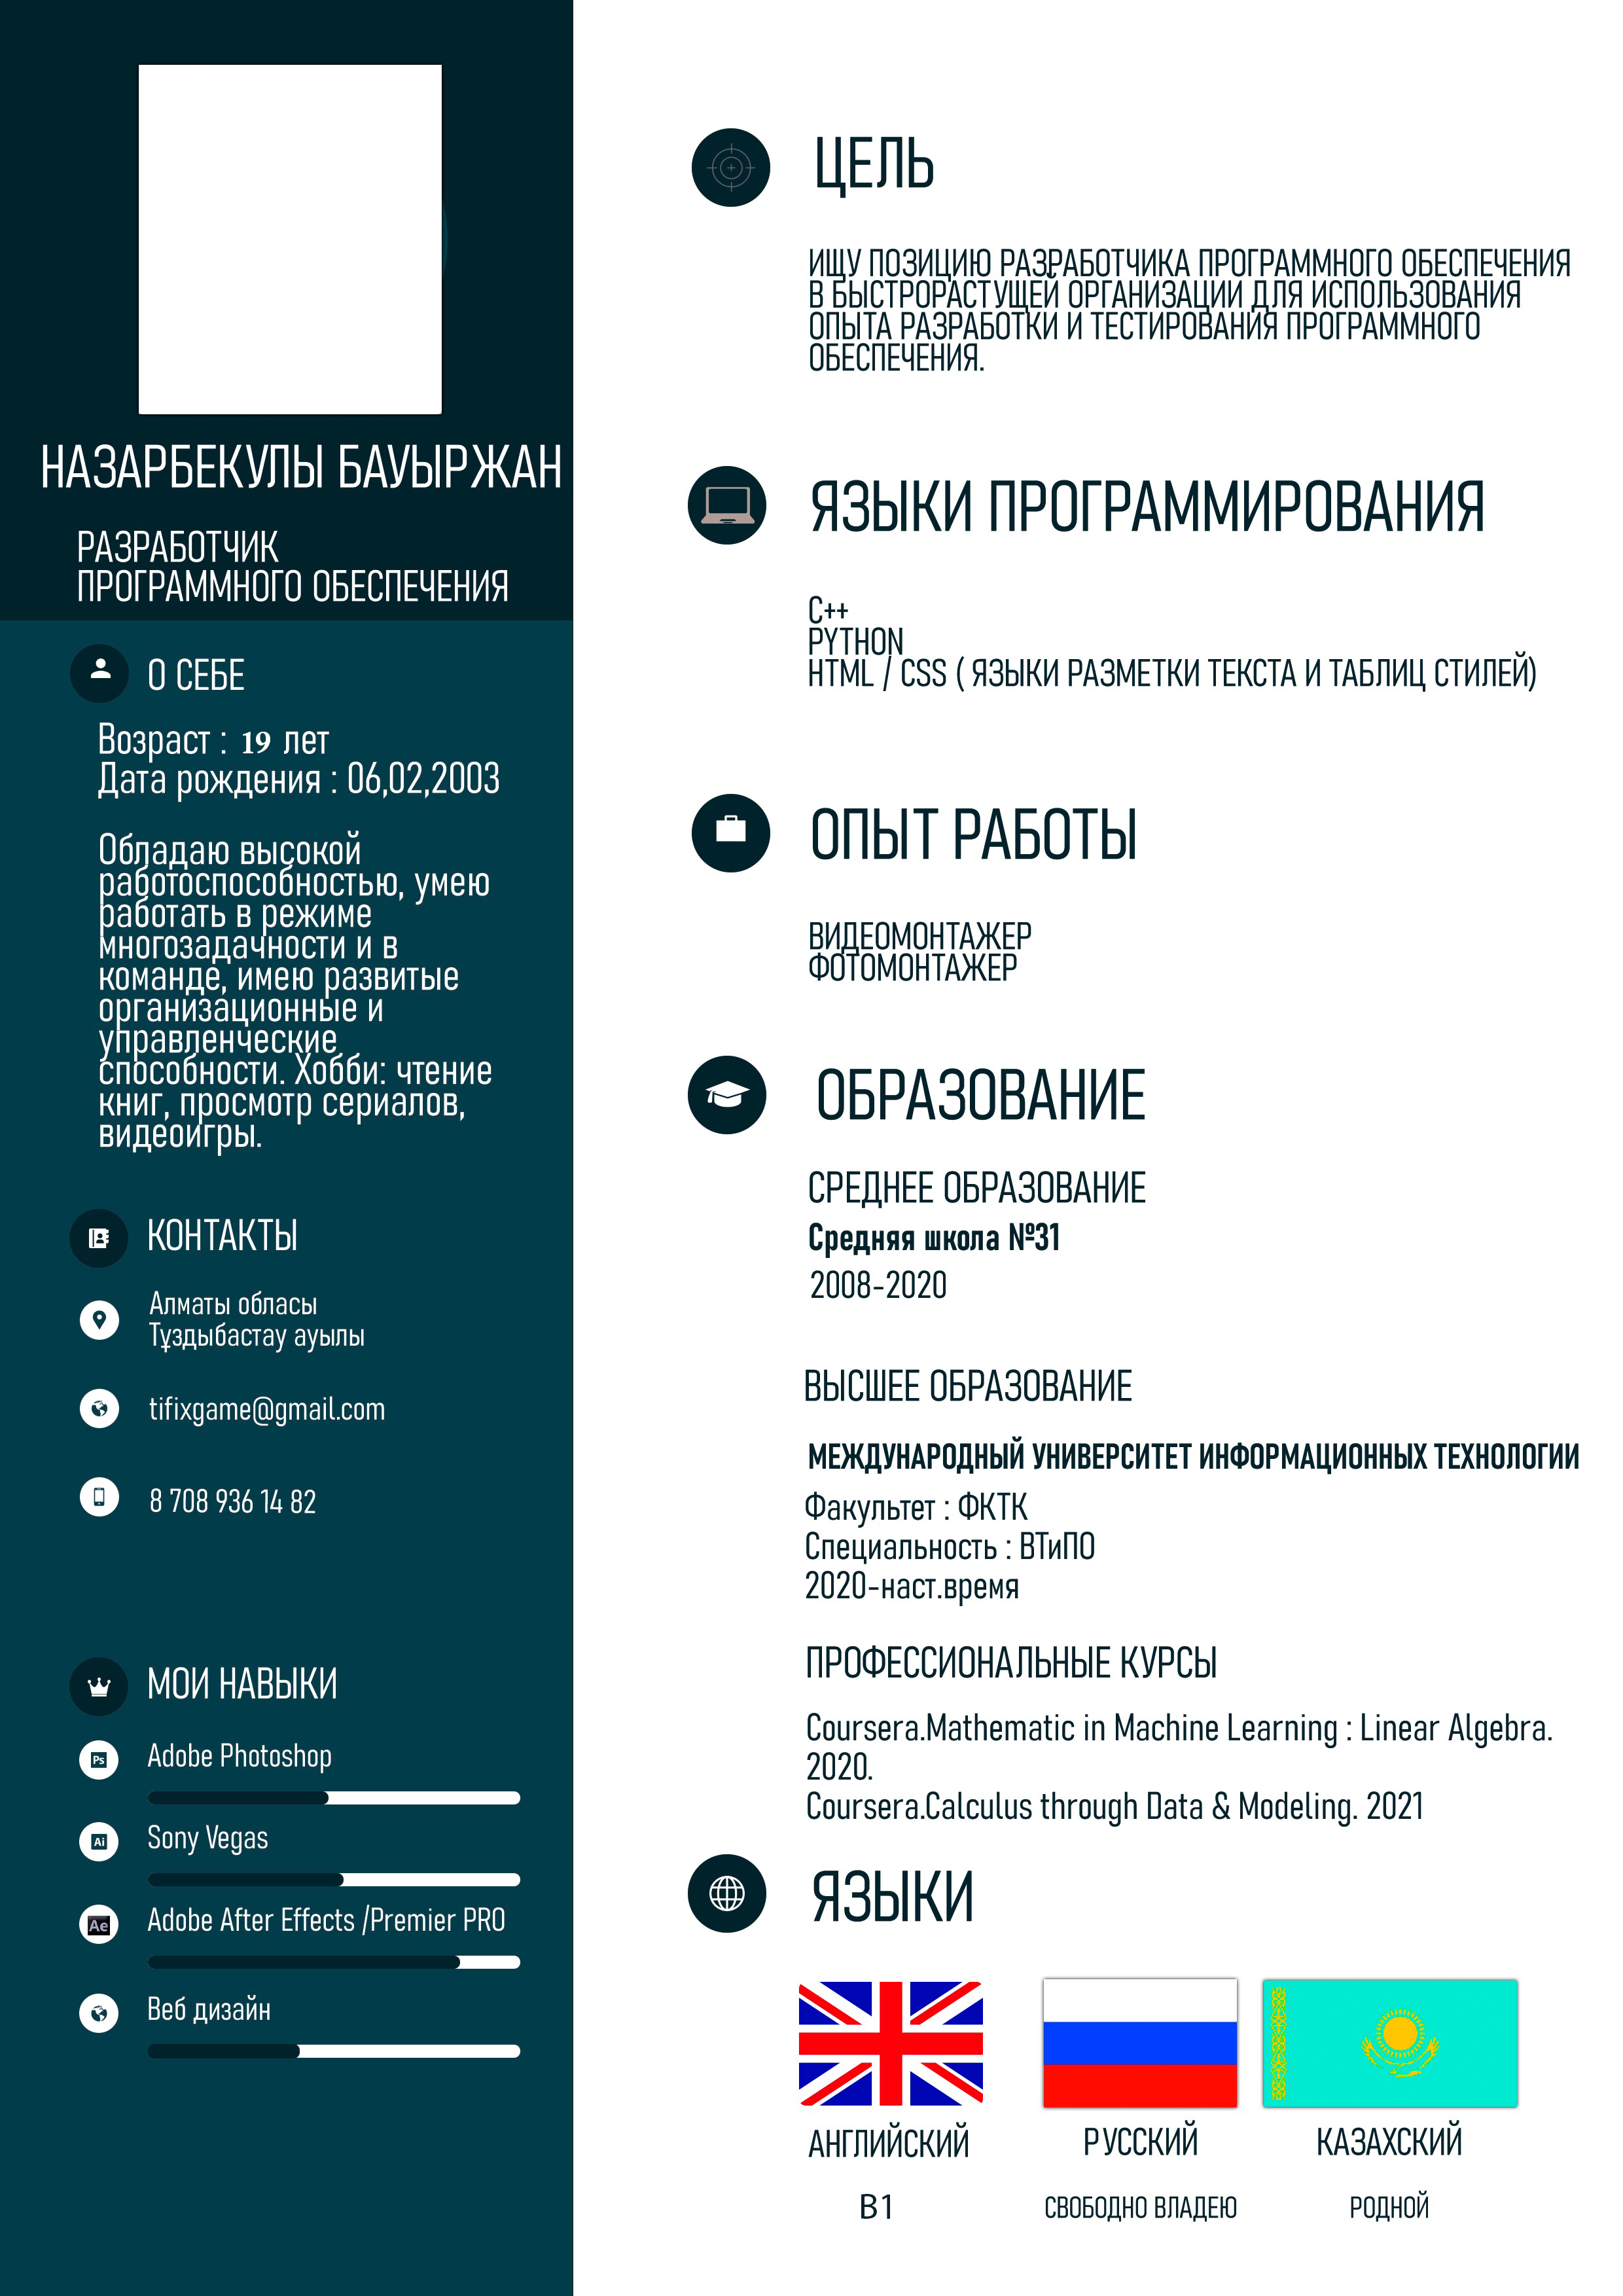 НАЗАРБЕКУЛЫ БАУЫРЖАН
РАЗРАБОТЧИК
ПРОГРАММНОГО ОБЕСПЕЧЕНИЯ
О СЕБЕ
Возраст : 19 лет
Дата рождения : 06,02,2003
Обладаю высокой
работоспособностью, умею
работать в режиме
многозадачности и в
команде, имею развитые
организационные и
управленческие
способности. Хобби: чтение
книг, просмотр сериалов,
видеоигры.
КОНТАКТЫ
Алматы обласы
Тұздыбастау ауылы
tifixgame@gmail.com
8 708 936 14 82
МОИ НАВЫКИ
Ps
Adobe Photoshop
Ai
Sony Vegas
Ae
Adobe After Effects /Premier PRO
Веб дизайн
ЦЕЛЬ
ИЩУ ПОЗИЦИЮ РАЗРАБОТЧИКА ПРОГРАММНОГО ОБЕСПЕЧЕНИЯ
В БЫСТРОРАСТУЩЕЙ ОРГАНИЗАЦИИ ДЛЯ ИСПОЛЬЗОВАНИЯ
ОПЫТА РАЗРАБОТКИ И ТЕСТИРОВАНИЯ ПРОГРАММНОГО
ОБЕСПЕЧЕНИЯ.
ЯЗЫКИ ПРОГРАММИРОВАНИЯ
C++
PYTHON
HTML / CSS ( ЯЗЫКИ РАЗМЕТКИ ТЕКСТА И ТАБЛИЦ СТИЛЕЙ)
ОПЫТ РАБОТЫ
ВИДЕОМОНТАЖЕР
ФОТОМОНТАЖЕР
ОБРАЗОВАНИЕ
СРЕДНЕЕ ОБРАЗОВАНИЕ
Средняя школа №31
2008-2020
ВЫСШЕЕ ОБРАЗОВАНИЕ
МЕЖДУНАРОДНЫЙ УНИВЕРСИТЕТ ИНФОРМАЦИОННЫХ ТЕХНОЛОГИИ
Факультет : ФКТК
Специальность : ВТиПО
2020-наст.время
ПРОФЕССИОНАЛЬНЫЕ КУРСЫ
Coursera.Mathematic in Machine Learning : Linear Algebra.
2020.
Coursera.Calculus through Data & Modeling. 2021
ЯЗЫКИ
АНГЛИЙСКИЙ РУССКИЙ КАЗАХСКИЙ
B1 СВОБОДНО ВЛАДЕЮ РОДНОЙ